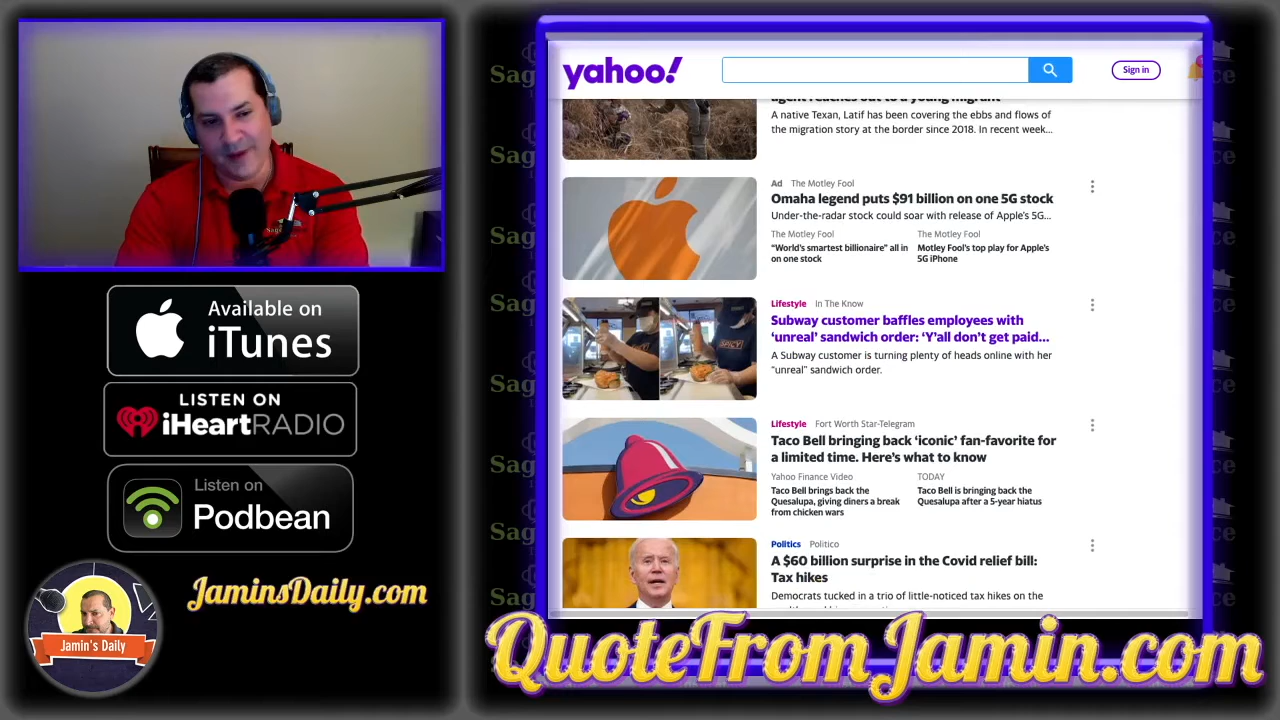 Available on
iTunes
LISTEN ON
iHeartRADIO
Listen on
Podbean
Jamin's Daily
JaminsDaily.com
yahoo!
Sign in
agent reaches out to a young migrant
A native Texan, Latif has been covering the ebbs and flows of
the migration story at the border since 2018. In recent week...
Ad The Motley Fool
Omaha legend puts $91 billion on one 5G stock
Under-the-radar stock could soar with release of Apple's 5G...
The Motley Fool
"World's smartest billionaire" all in
on one stock
The Motley Fool
Motley Fool's top play for Apple's
5G iPhone
Lifestyle In The Know
Subway customer baffles employees with
'unreal' sandwich order: 'Y'all don't get paid...
A Subway customer is turning plenty of heads online with her
"unreal" sandwich order.
Lifestyle Fort Worth Star-Telegram
Taco Bell bringing back 'iconic' fan-favorite for
a limited time. Here's what to know
Yahoo Finance Video
Taco Bell brings back the
Quesalupa, giving diners a break
from chicken wars
TODAY
Taco Bell is bringing back the
Quesalupa after a 5-year hiatus
Politics Politico
A $60 billion surprise in the Covid relief bill:
Tax hikes
Democrats tucked in a trio of little-noticed tax hikes on the
QuoteFromJamin.com